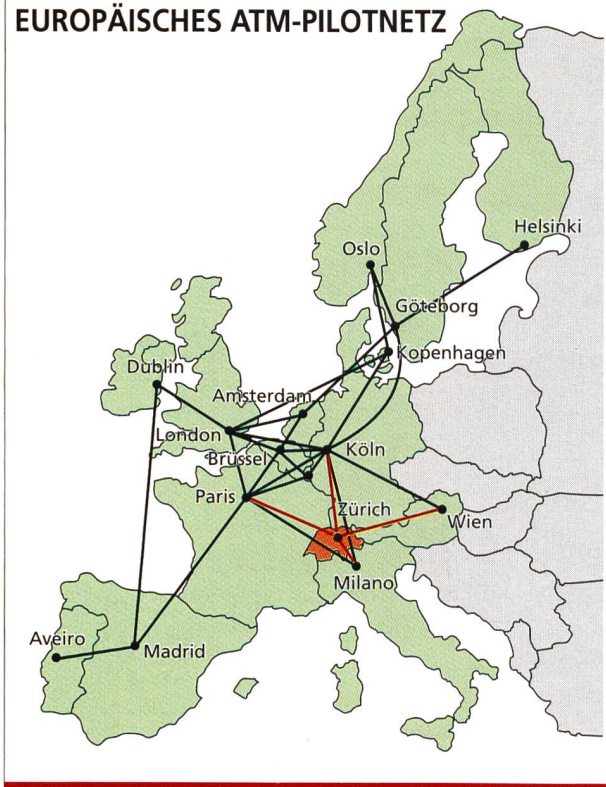 EUROPÄISCHES ATM-PILOTNETZ
Helsinki
Oslo
Göteborg
Kopenhagen
Dublin
Amsterdam
London
Köln
Brüssel
Paris
Zürich
Wien
Milano
Aveiro
Madrid